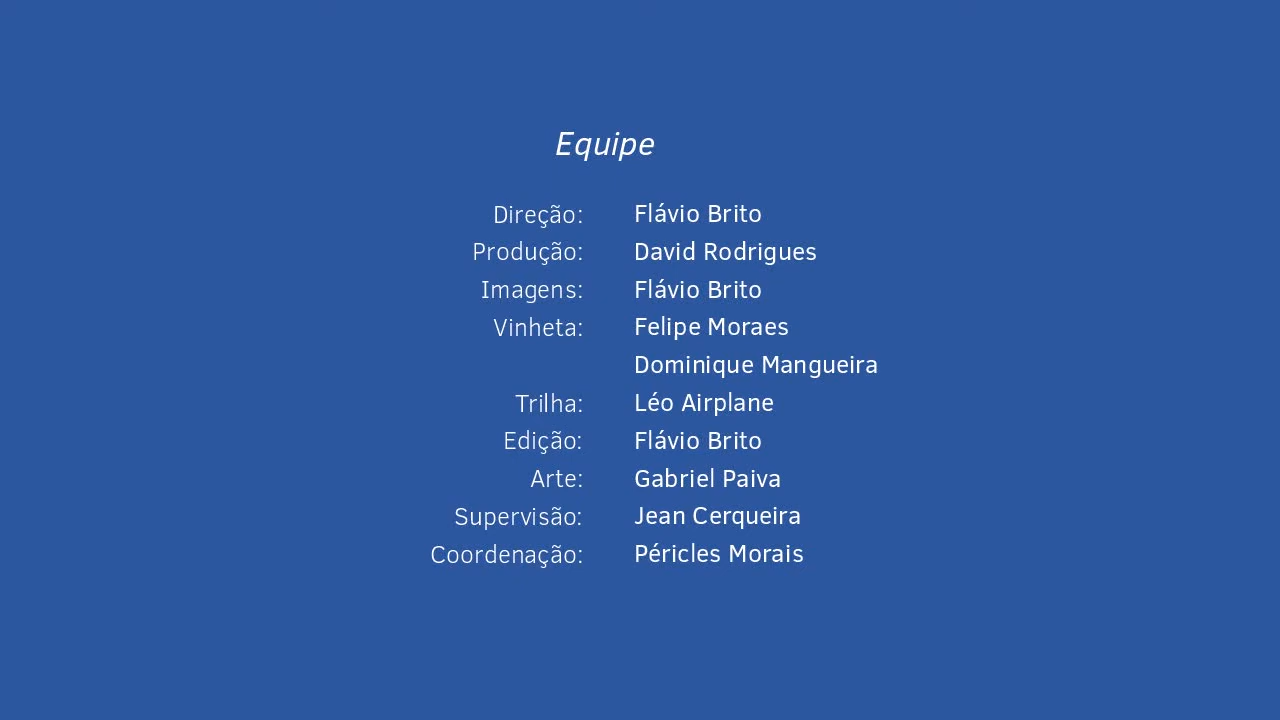 Equipe
Direção: Flávio Brito
Produção: David Rodrigues
Imagens: Flávio Brito
Vinheta: Felipe Moraes
Dominique Mangueira
Trilha: Léo Airplane
Edição: Flávio Brito
Arte: Gabriel Paiva
Supervisão: Jean Cerqueira
Coordenação: Péricles Morais